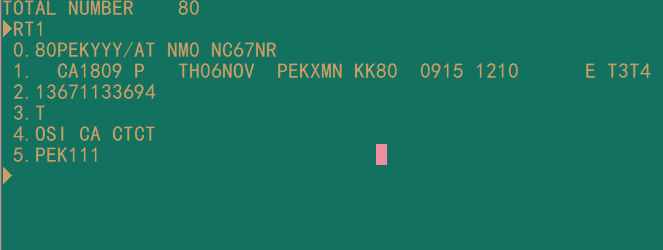 TOTAL NUMBER    80
RT1
0.80PEKYYY/AT NMO NC67NR
1.  CA1809 P   TH06NOV  PEKXMN KK80  0915 1210      E T3T4
2.13671133694
3.T
4.OSI CA CTCT
5.PEK111